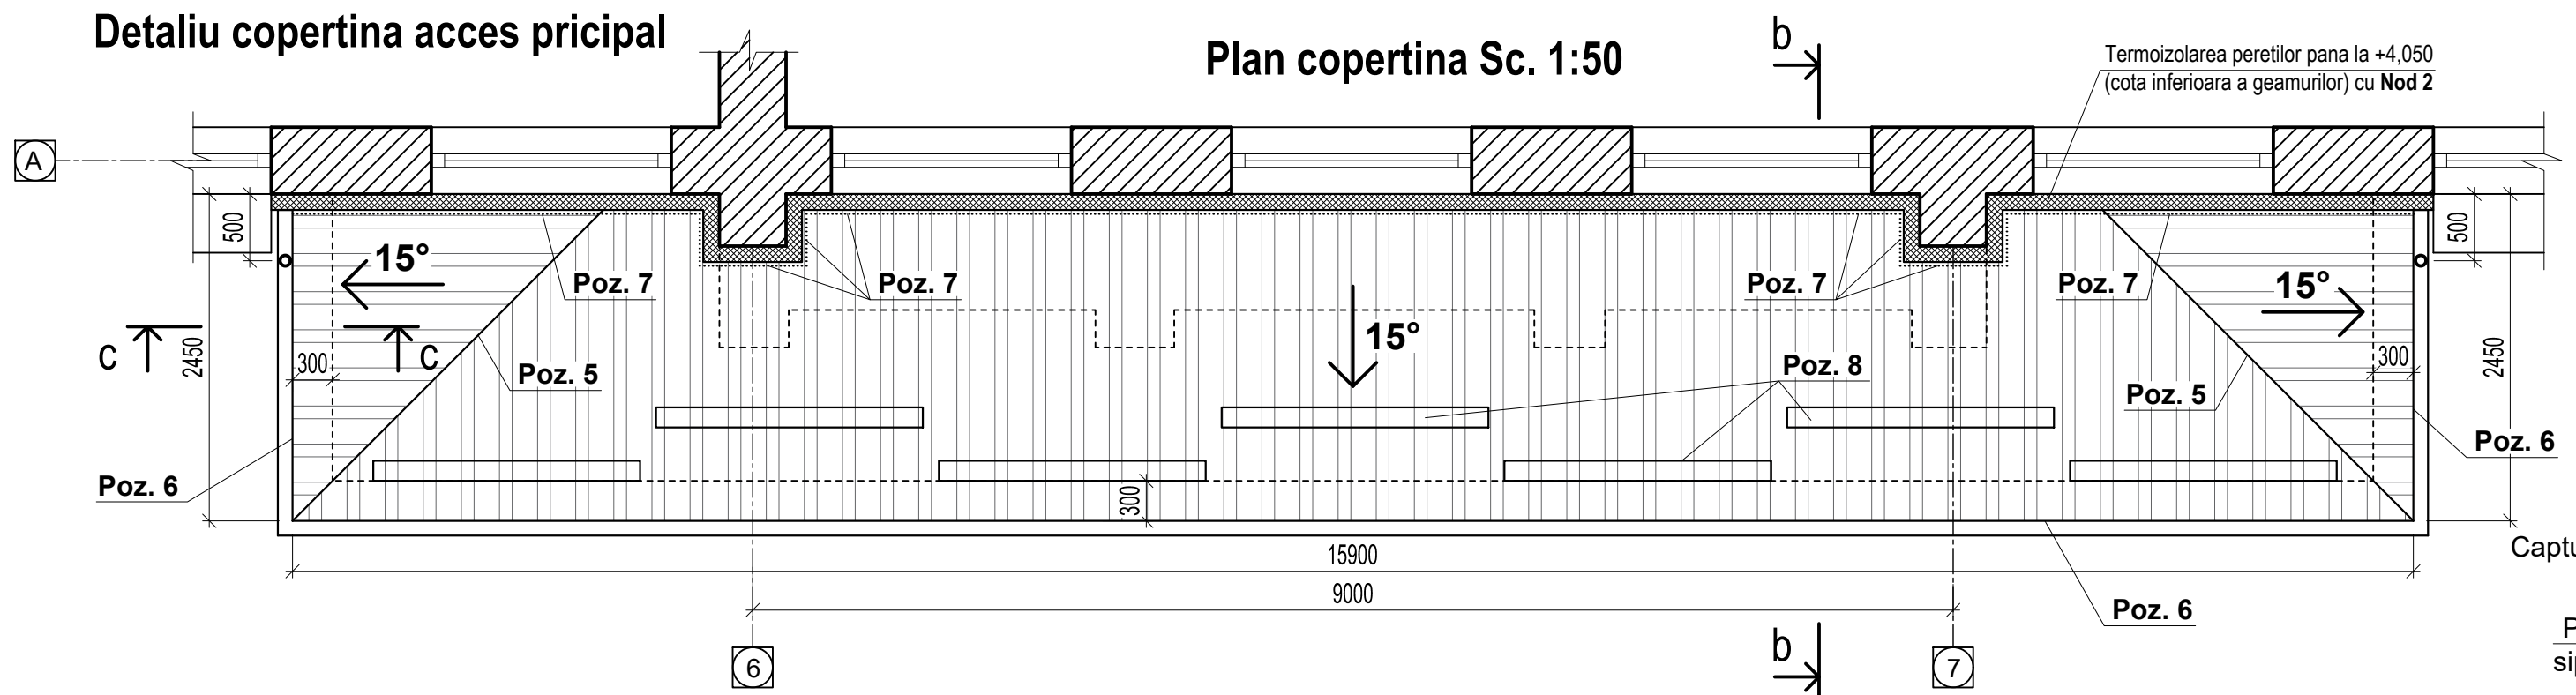 Detaliu copertina acces pricipal
Plan copertina Sc. 1:50
b
Termoizolarea peretilor pana la +4,050
(cota inferioara a geamurilor) cu Nod 2
A
500
500
15°
Poz. 7
Poz. 7
Poz. 7
Poz. 7
15°
c
c
2450
300
Poz. 5
15°
Poz. 8
300
Poz. 5
2450
Poz. 6
Poz. 6
300
15900
Captu
9000
Poz. 6
b
6
7
P
si